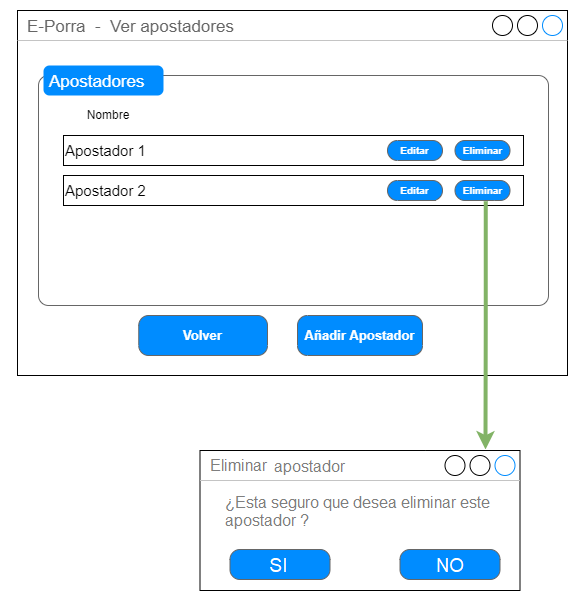 E-Porra - Ver apostadores
Apostadores
Nombre
Apostador 1 Editar Eliminar
Apostador 2 Editar Eliminar
Volver Añadir Apostador
Eliminar apostador
¿Esta seguro que desea eliminar este
apostador ?
SI NO